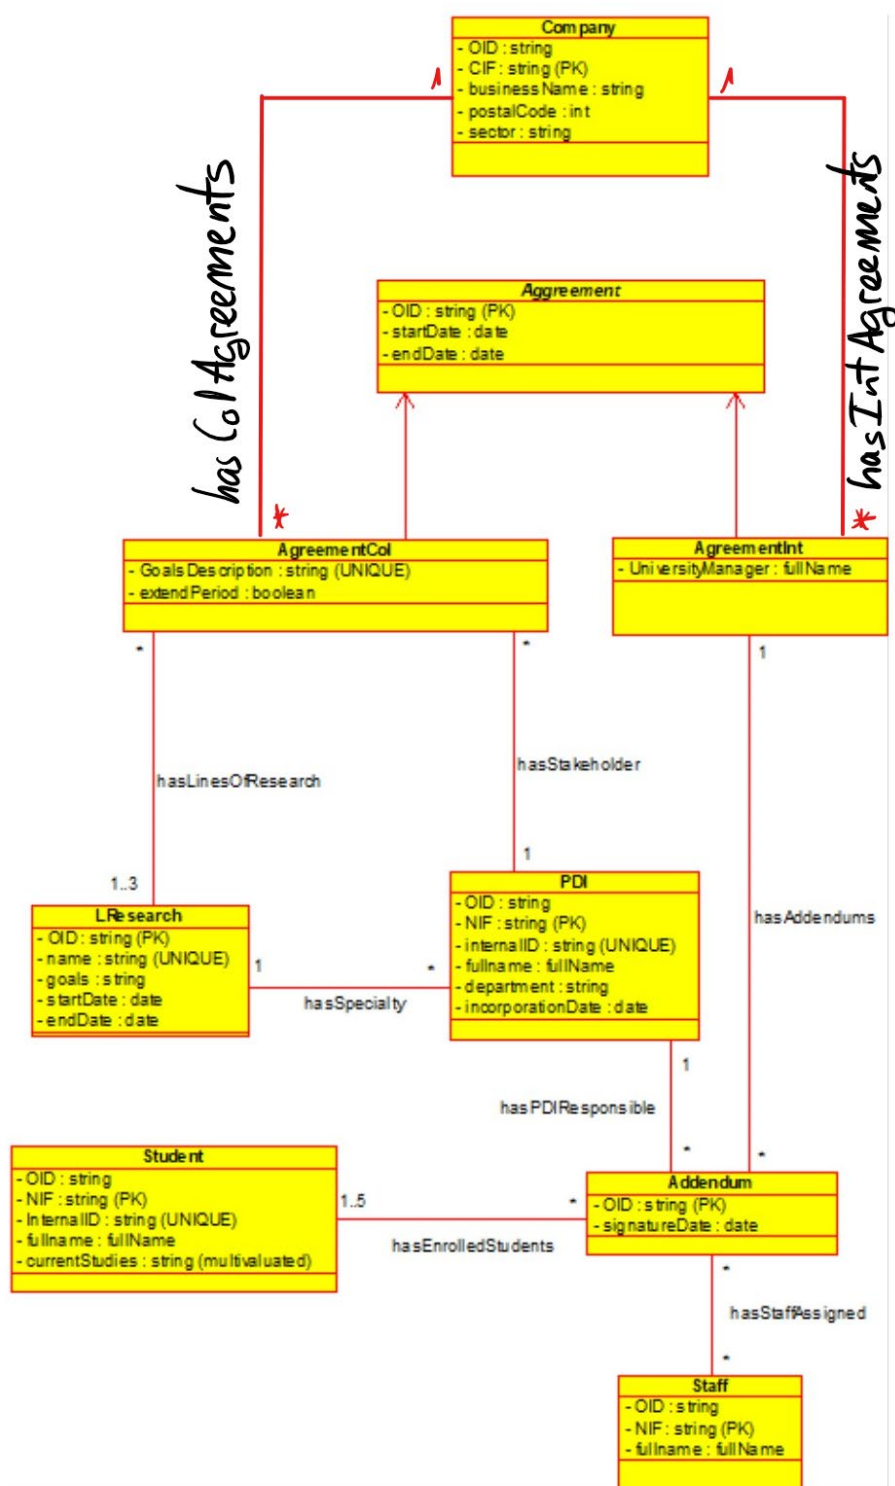 Company
- OID : string
- CIF : string (PK)
- businessName : string
- postalCode : int
- sector : string
1
1
has Col Agreements
has Int Agreements
Aggreement
- OID : string (PK)
- startDate : date
- endDate : date
*
*
AgreementCol
- GoalsDescription : string (UNIQUE)
- extendPeriod : boolean
AgreementInt
- UniversityManager : fullName
*
*
1
hasLinesOfResearch
hasStakeholder
1..3
1
hasAddendums
LResearch
- OID : string (PK)
- name : string (UNIQUE)
- goals : string
- startDate : date
- endDate : date
1
*
hasSpecialty
PDI
- OID : string
- NIF : string (PK)
- internalID : string (UNIQUE)
- fullname : fullName
- department : string
- incorporationDate : date
1
hasPDIResponsible
*
*
Student
- OID : string
- NIF : string (PK)
- InternalID : string (UNIQUE)
- fullname : fullName
- currentStudies : string (multivaluated)
1..5
*
hasEnrolledStudents
Addendum
- OID : string (PK)
- signatureDate : date
*
hasStaffAssigned
*
Staff
- OID : string
- NIF : string (PK)
- fullname : fullName